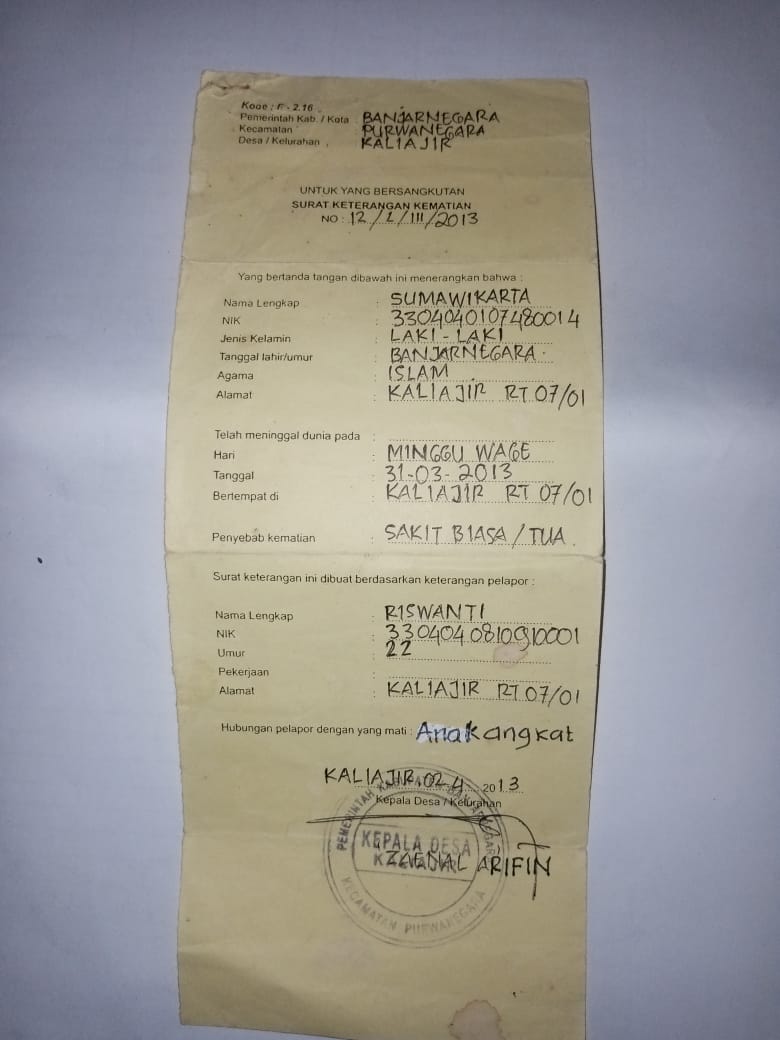 Kode : F - 2.16
Pemerintah Kab. / Kota : BANJARNEGARA
Kecamatan : PURWANEGARA
Desa / Kelurahan : KALIAJIR
UNTUK YANG BERSANGKUTAN
SURAT KETERANGAN KEMATIAN
NO : 12 / 1 / III / 2013
Yang bertanda tangan dibawah ini menerangkan bahwa :
Nama Lengkap : SUMAWIKARTA
NIK : 3304040107480014
Jenis Kelamin : LAKI - LAKI
Tanggal lahir/umur : BANJARNEGARA.
Agama : ISLAM
Alamat : KALIAJIR RT 07/01
Telah meninggal dunia pada :
Hari : MINGGU WAGE
Tanggal : 31-03-2013
Bertempat di : KALIAJIR RT 07/01
Penyebab kematian : SAKIT BIASA / TUA
Surat keterangan ini dibuat berdasarkan keterangan pelapor :
Nama Lengkap : RISWANTI
NIK : 3304040810910001
Umur : 22
Pekerjaan :
Alamat : KALIAJIR RT 07/01
Hubungan pelapor dengan yang mati : Anak angkat
KALIAJIR 02 4 2013
Kepala Desa / Kelurahan
KEPALA DESA
KALIAJIR
ZAENAL ARIFIN
KECAMATAN PURWANEGARA